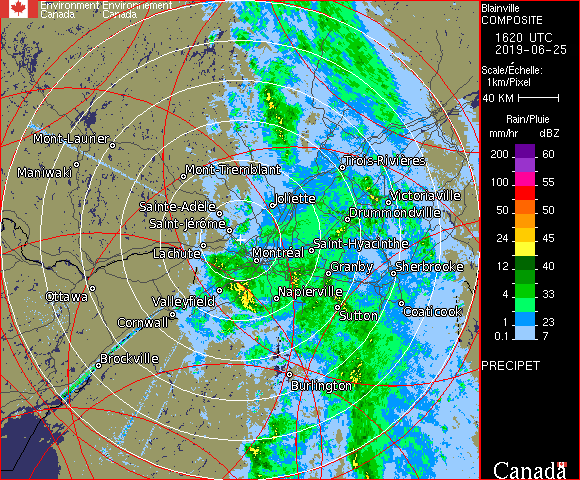 Environment Environnement
Canada Canada
Blainville
COMPOSITE
1620 UTC
2019-06-25
Scale/Échelle:
1km/Pixel
40 KM
Rain/Pluie
mm/hr dBZ
200 60
100 55
50 50
24 45
12 40
4 33
1 23
0.1 7
PRECIPET
Canada
Mont-Laurier
Maniwaki
Mont-Tremblant
Trois-Rivières
Sainte-Adèle
Joliette
Victoriaville
Drummondville
Saint-Jérôme
Lachute
Montréal
Saint-Hyacinthe
Granby
Sherbrooke
Ottawa
Valleyfield
Napierville
Cornwall
Sutton
Coaticook
Brockville
Burlington